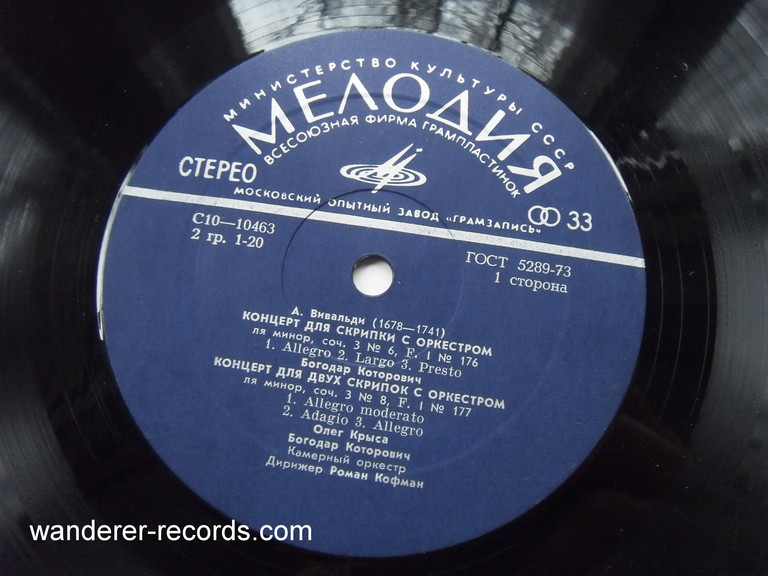 МИНИСТЕРСТВО КУЛЬТУРЫ СССР
МЕЛОДИЯ
ВСЕСОЮЗНАЯ ФИРМА ГРАМПЛАСТИНОК
СТЕРЕО
33
МОСКОВСКИЙ ОПЫТНЫЙ ЗАВОД «ГРАМЗАПИСЬ»
С10—10463
2 гр. 1-20
ГОСТ 5289-73
1 сторона
А. Вивальди (1678—1741)
КОНЦЕРТ ДЛЯ СКРИПКИ С ОРКЕСТРОМ
ля минор, соч. 3 № 6, F. I № 176
1. Allegro 2. Largo 3. Presto
Богодар Которович
КОНЦЕРТ ДЛЯ ДВУХ СКРИПОК С ОРКЕСТРОМ
ля минор, соч. 3 № 8, F. I № 177
1. Allegro moderato
2. Adagio 3. Allegro
Олег Крыса
Богодар Которович
Камерный оркестр
Дирижер Роман Кофман
wanderer-records.com